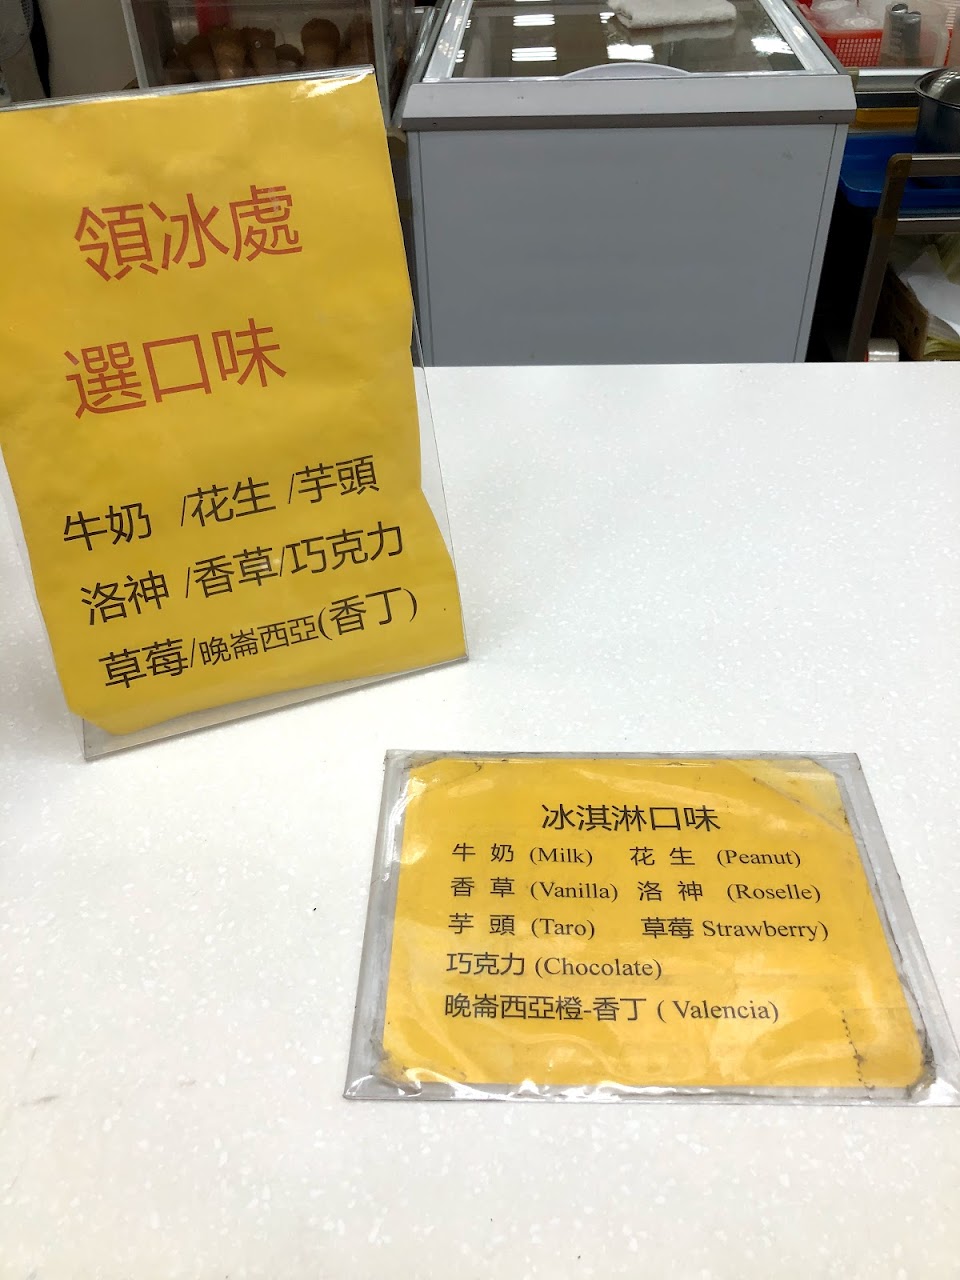 領冰處
選口味
牛奶 /花生 /芋頭
洛神 /香草/巧克力
草莓/晚崙西亞(香丁)
冰淇淋口味
牛 奶 (Milk) 花 生 (Peanut)
香 草 (Vanilla) 洛 神 (Roselle)
芋 頭 (Taro) 草莓 Strawberry)
巧克力 (Chocolate)
晚崙西亞橙-香丁 ( Valencia)